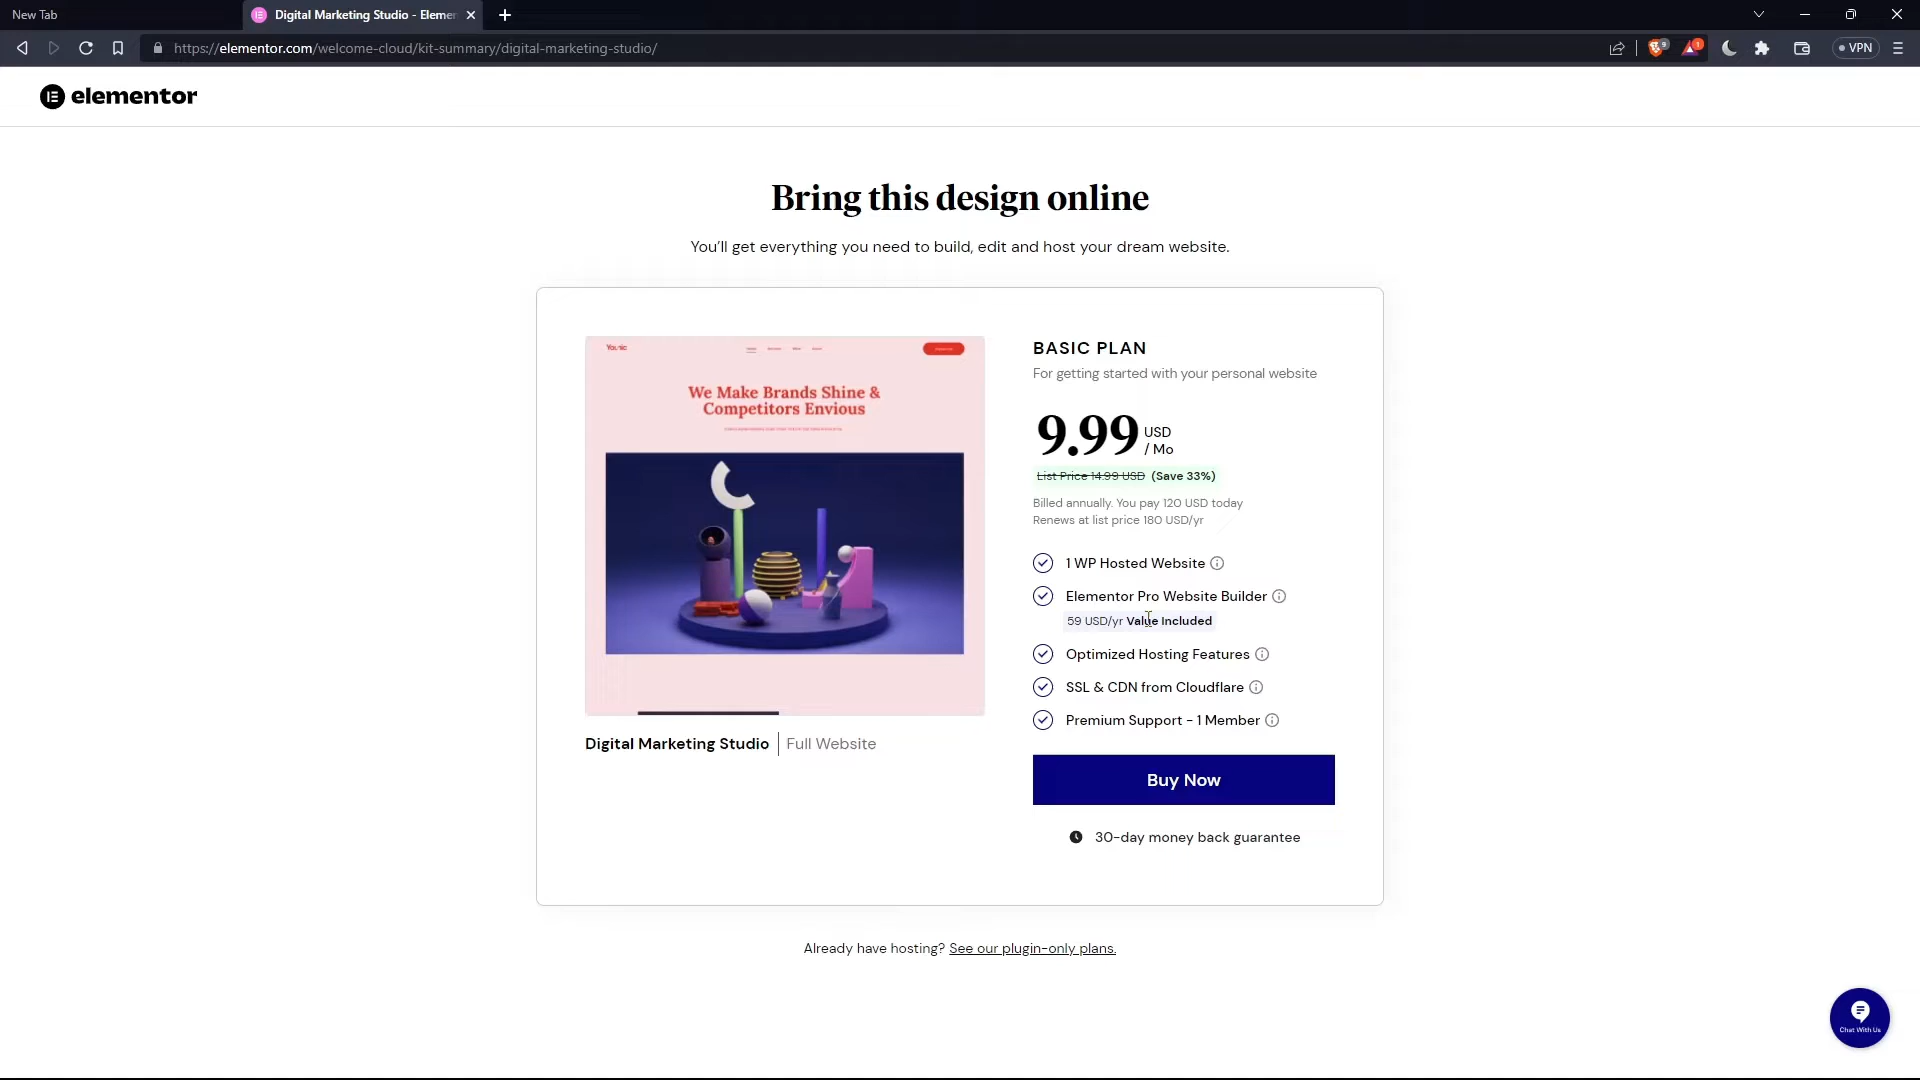 New Tab
Digital Marketing Studio - Elemen
https://elementor.com/welcome-cloud/kit-summary/digital-marketing-studio/
9
1
VPN
elementor
Bring this design online
You'll get everything you need to build, edit and host your dream website.
We Make Brands Shine &
Competitors Envious
Digital Marketing Studio | Full Website
BASIC PLAN
For getting started with your personal website
9.99 USD
/ Mo
List Price 14.99 USD (Save 33%)
Billed annually. You pay 120 USD today
Renews at list price 180 USD/yr
1 WP Hosted Website
Elementor Pro Website Builder
59 USD/yr Value Included
Optimized Hosting Features
SSL & CDN from Cloudflare
Premium Support - 1 Member
Buy Now
30-day money back guarantee
Already have hosting? See our plugin-only plans.
Chat With Us